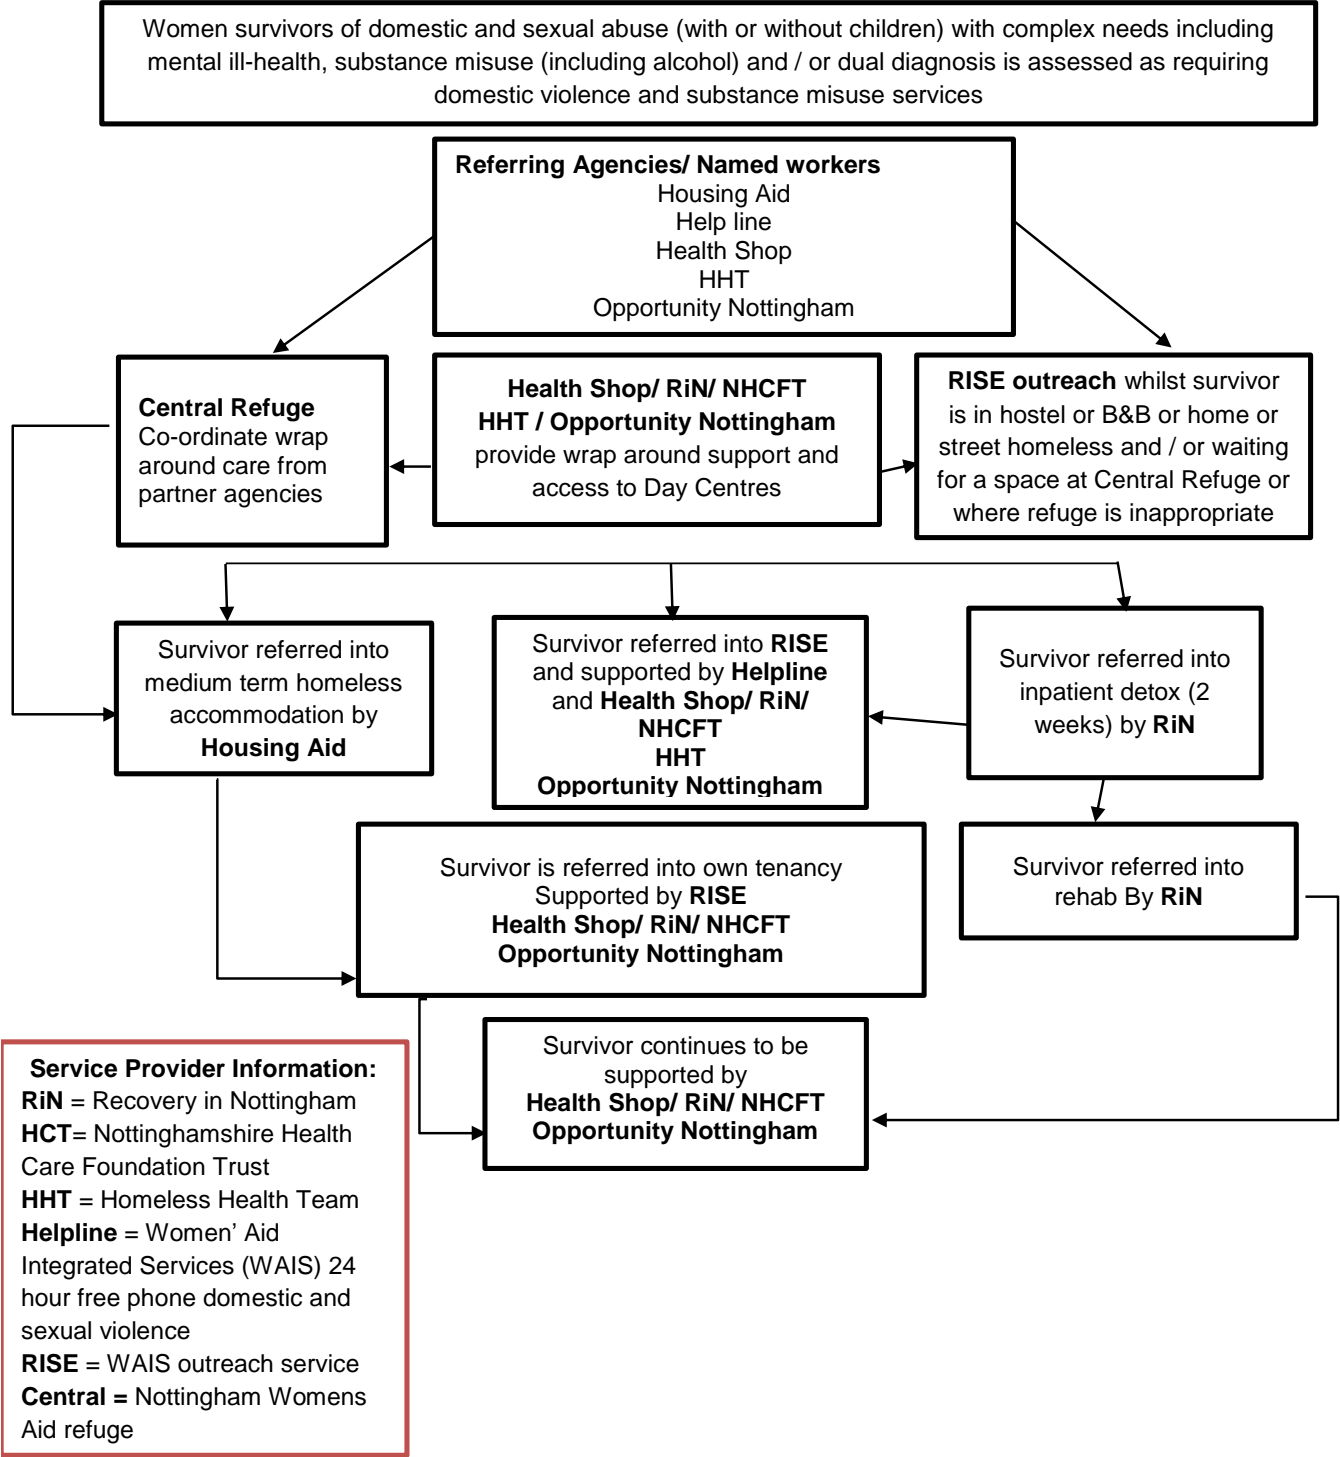 Women survivors of domestic and sexual abuse (with or without children) with complex needs including
mental ill-health, substance misuse (including alcohol) and / or dual diagnosis is assessed as requiring
domestic violence and substance misuse services
Referring Agencies/ Named workers
Housing Aid
Help line
Health Shop
HHT
Opportunity Nottingham
Central Refuge
Co-ordinate wrap
around care from
partner agencies
Health Shop/ RiN/ NHCFT
HHT / Opportunity Nottingham
provide wrap around support and
access to Day Centres
RISE outreach whilst survivor
is in hostel or B&B or home or
street homeless and / or waiting
for a space at Central Refuge or
where refuge is inappropriate
Survivor referred into
medium term homeless
accommodation by
Housing Aid
Survivor referred into RISE
and supported by Helpline
and Health Shop/ RiN/
NHCFT
HHT
Opportunity Nottingham
Survivor referred into
inpatient detox (2
weeks) by RiN
Survivor is referred into own tenancy
Supported by RISE
Health Shop/ RiN/ NHCFT
Opportunity Nottingham
Survivor referred into
rehab By RiN
Survivor continues to be
supported by
Health Shop/ RiN/ NHCFT
Opportunity Nottingham
Service Provider Information:
RiN = Recovery in Nottingham
HCT= Nottinghamshire Health
Care Foundation Trust
HHT = Homeless Health Team
Helpline = Women' Aid
Integrated Services (WAIS) 24
hour free phone domestic and
sexual violence
RISE = WAIS outreach service
Central = Nottingham Womens
Aid refuge